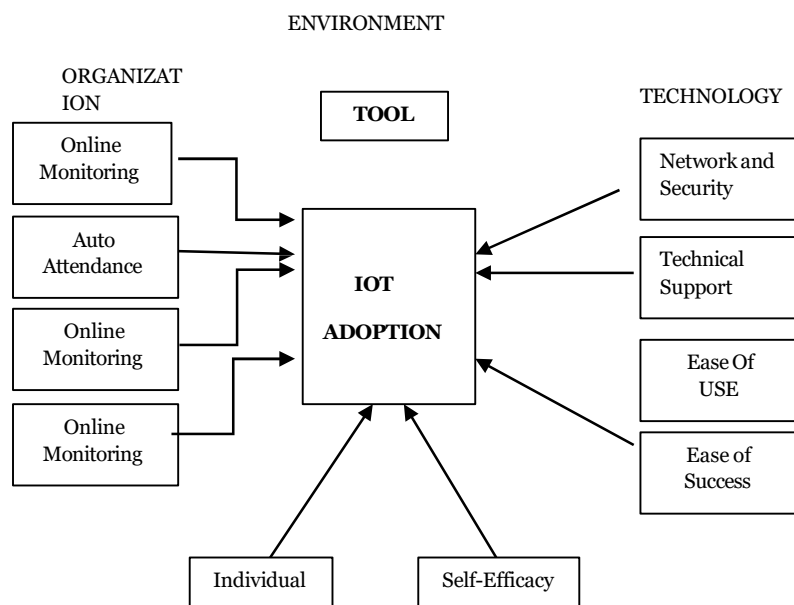 ENVIRONMENT
ORGANIZAT
ION
TOOL
TECHNOLOGY
Online
Monitoring
Auto
Attendance
Online
Monitoring
Online
Monitoring
IOT
ADOPTION
Network and
Security
Technical
Support
Ease Of
USE
Ease of
Success
Individual
Self-Efficacy